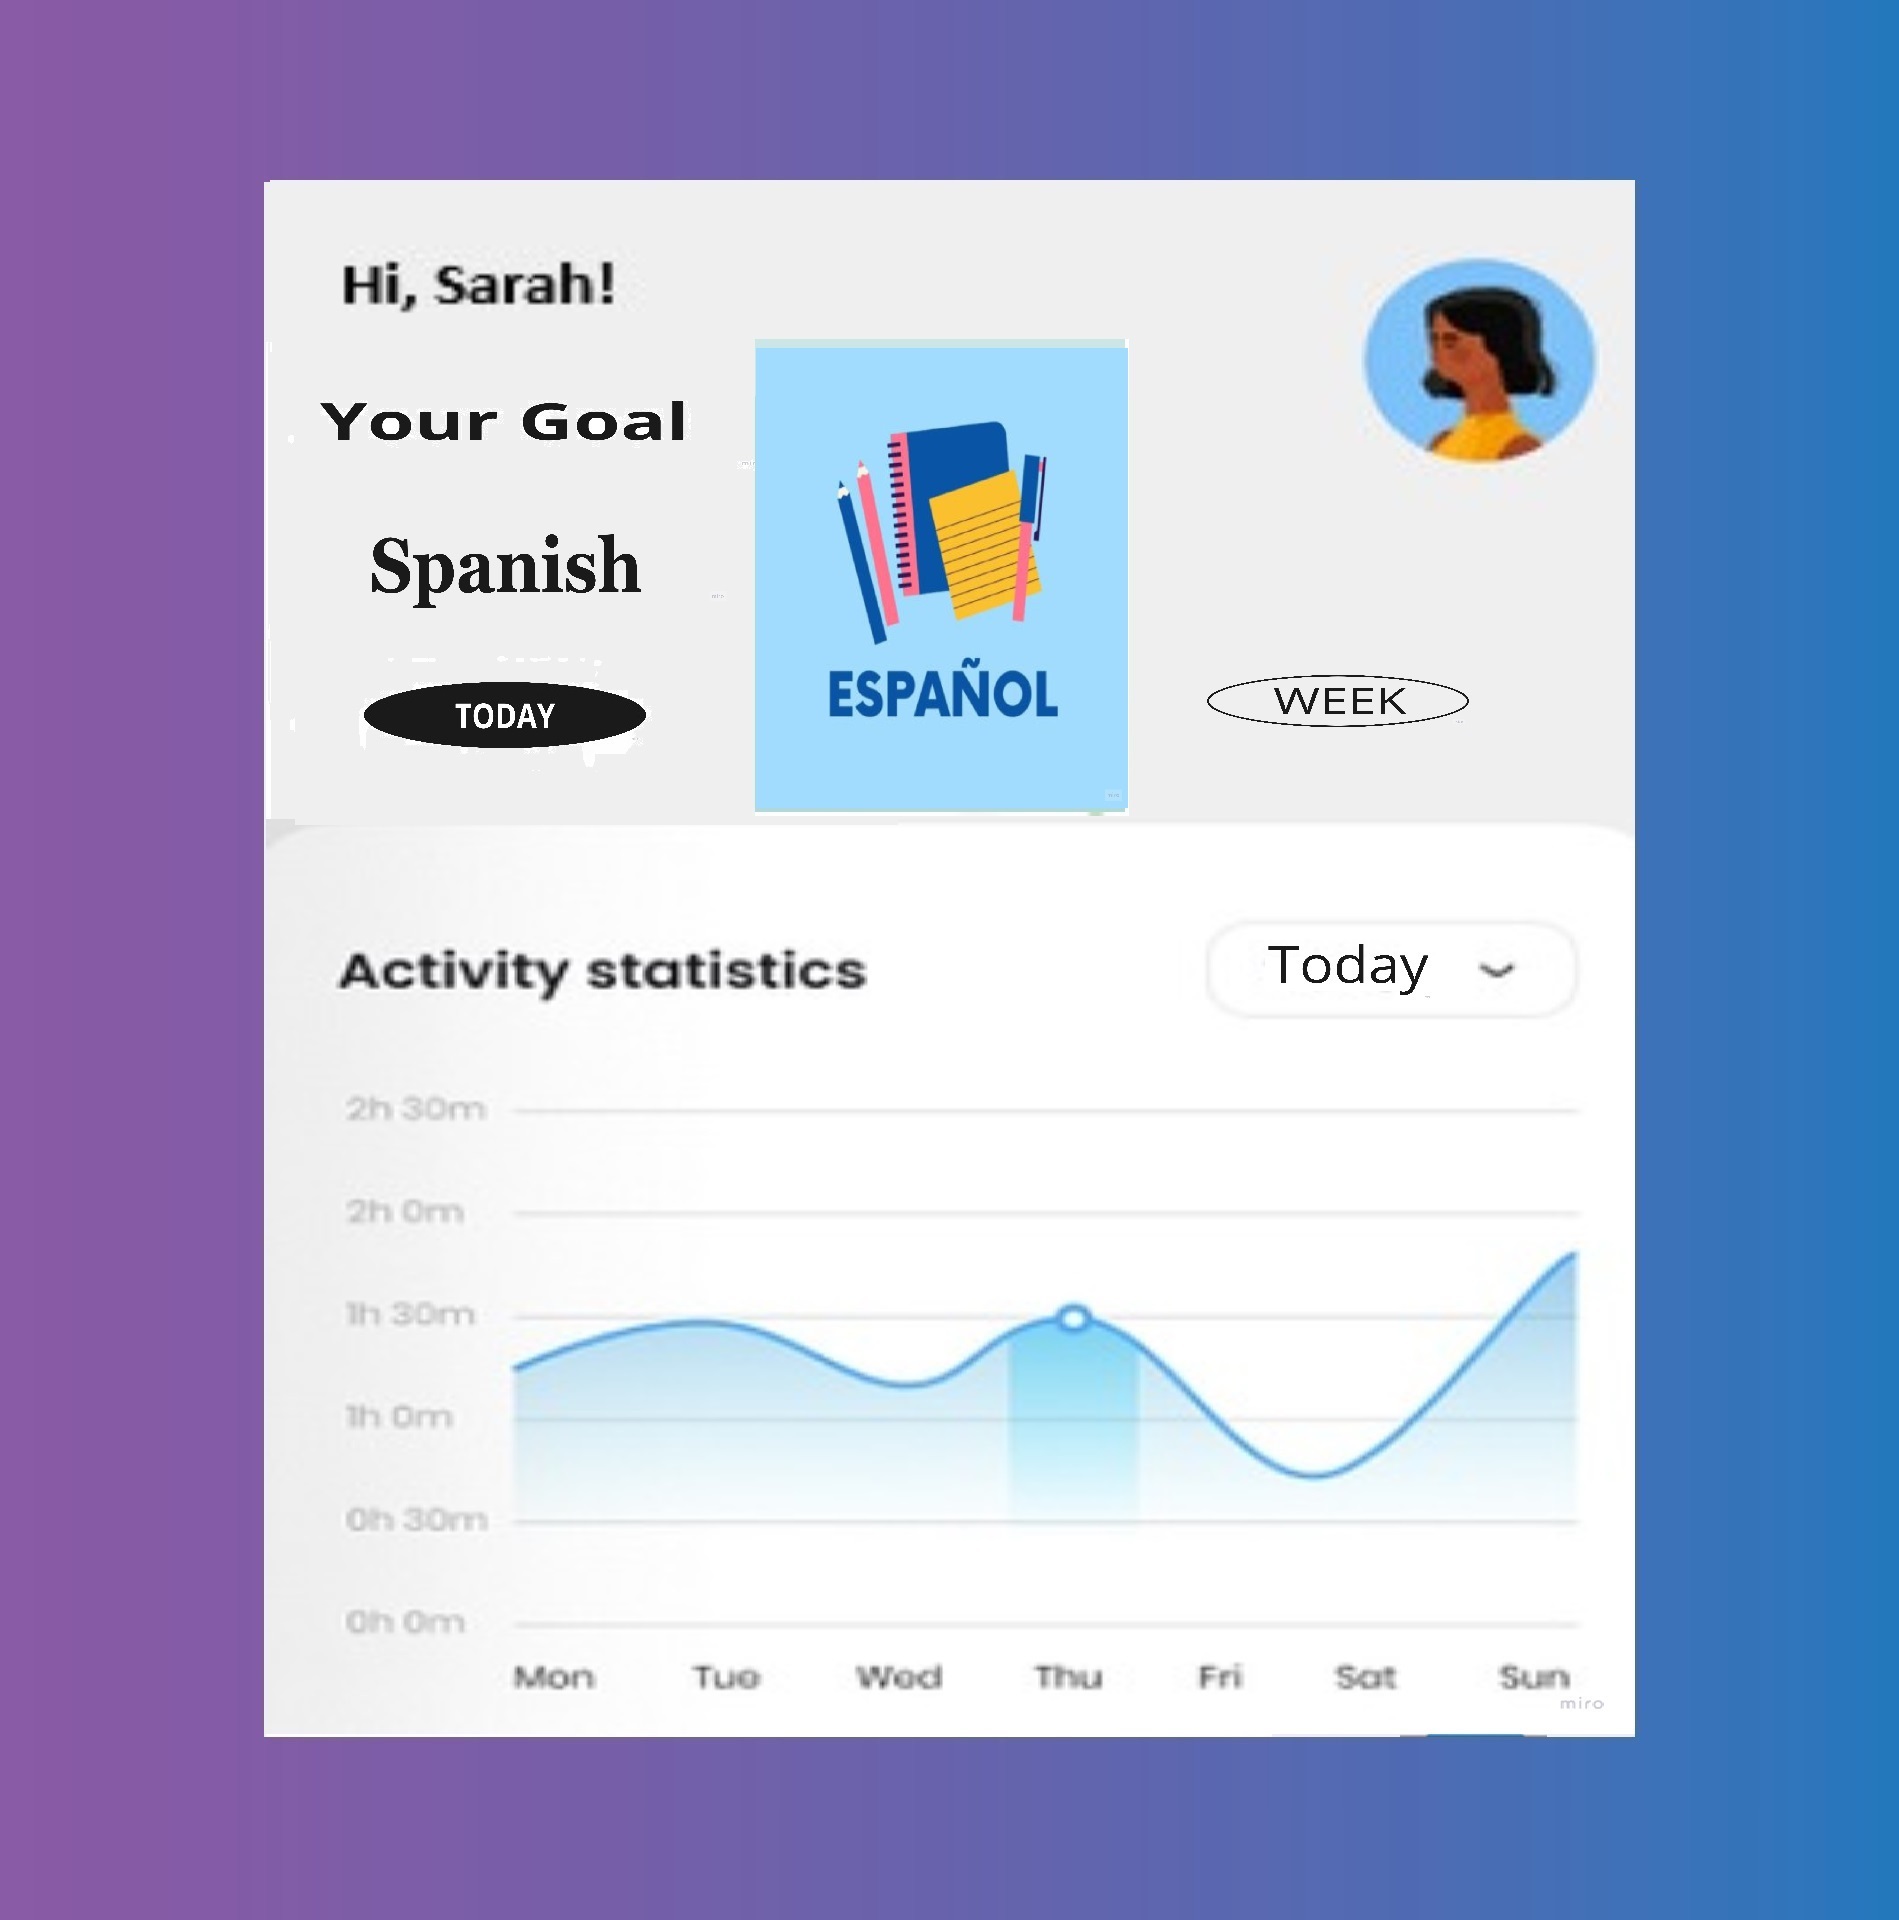 Hi, Sarah!
Your Goal
Spanish
TODAY
ESPAÑOL
WEEK
Activity statistics
Today
2h 30m
2h 0m
1h 30m
1h 0m
0h 30m
0h 0m
Mon Tue Wed Thu Fri Sat Sun
miro